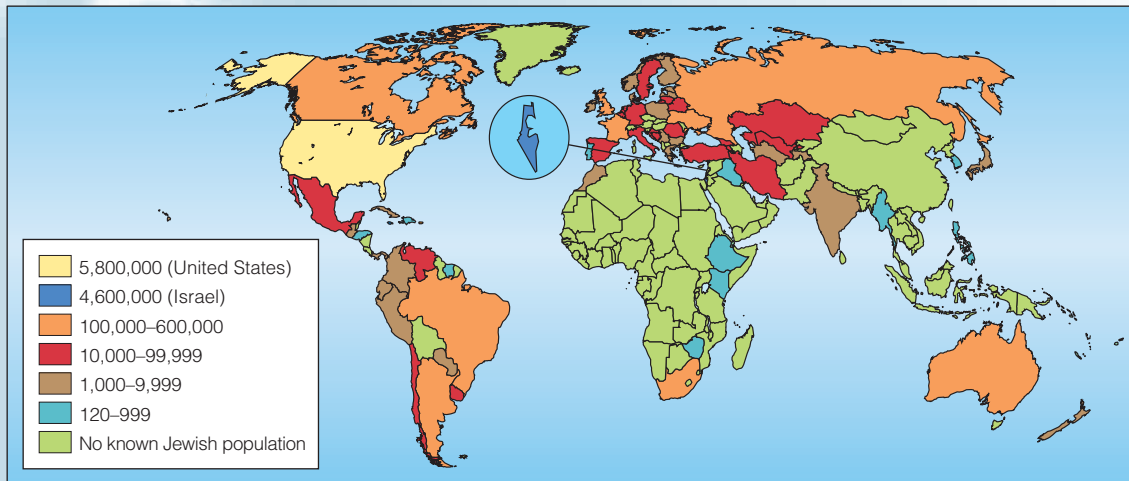 5,800,000 (United States)
4,600,000 (Israel)
100,000–600,000
10,000–99,999
1,000–9,999
120–999
No known Jewish population